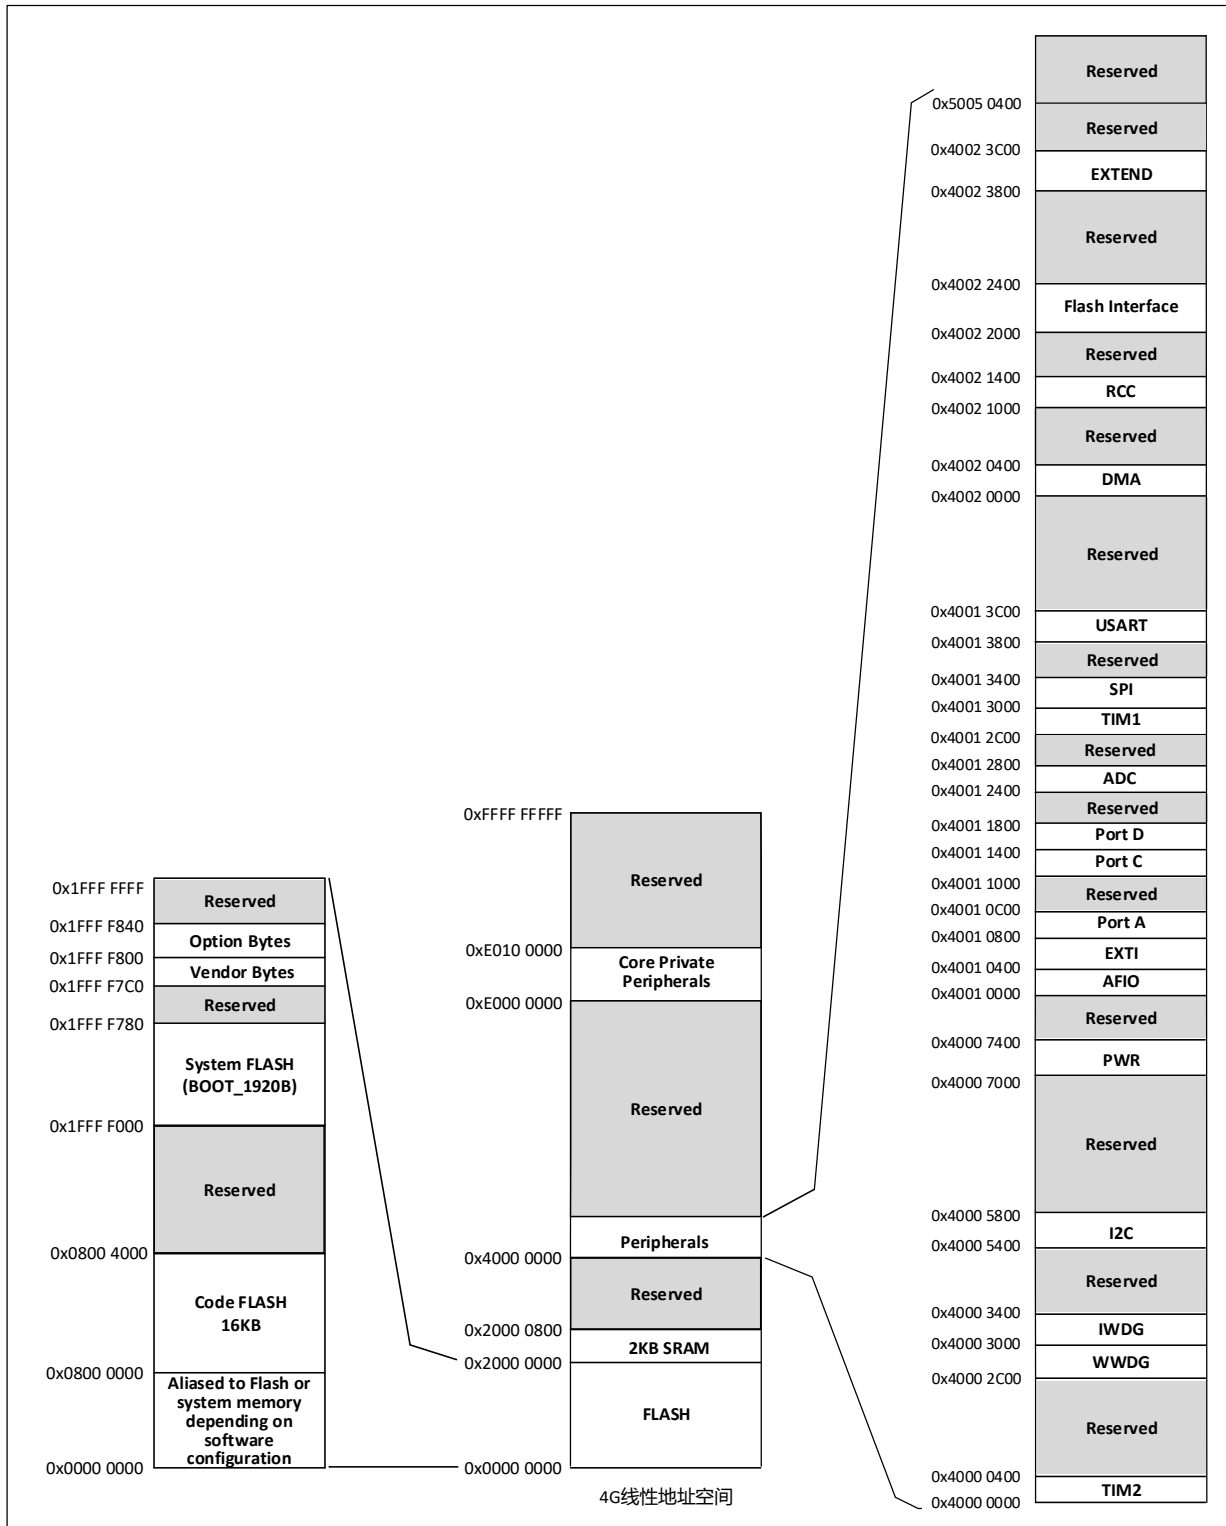 0x1FFF FFFF
Reserved
0x1FFF F840
Option Bytes
0x1FFF F800
Vendor Bytes
0x1FFF F7C0
Reserved
0x1FFF F780
System FLASH
(BOOT_1920B)
0x1FFF F000
Reserved
0x0800 4000
Code FLASH
16KB
0x0800 0000
Aliased to Flash or
system memory
depending on
software
configuration
0x0000 0000
0xFFFF FFFFF
Reserved
0xE010 0000
Core Private
Peripherals
0xE000 0000
Reserved
Peripherals
0x4000 0000
Reserved
0x2000 0800
2KB SRAM
0x2000 0000
FLASH
0x0000 0000
4G线性地址空间
Reserved
0x5005 0400
Reserved
0x4002 3C00
EXTEND
0x4002 3800
Reserved
0x4002 2400
Flash Interface
0x4002 2000
Reserved
0x4002 1400
RCC
0x4002 1000
Reserved
0x4002 0400
DMA
0x4002 0000
Reserved
0x4001 3C00
USART
0x4001 3800
Reserved
0x4001 3400
SPI
0x4001 3000
TIM1
0x4001 2C00
Reserved
0x4001 2800
ADC
0x4001 2400
Reserved
0x4001 1800
Port D
0x4001 1400
Port C
0x4001 1000
Reserved
0x4001 0C00
Port A
0x4001 0800
EXTI
0x4001 0400
AFIO
0x4001 0000
Reserved
0x4000 7400
PWR
0x4000 7000
Reserved
0x4000 5800
I2C
0x4000 5400
Reserved
0x4000 3400
IWDG
0x4000 3000
WWDG
0x4000 2C00
Reserved
0x4000 0400
TIM2
0x4000 0000